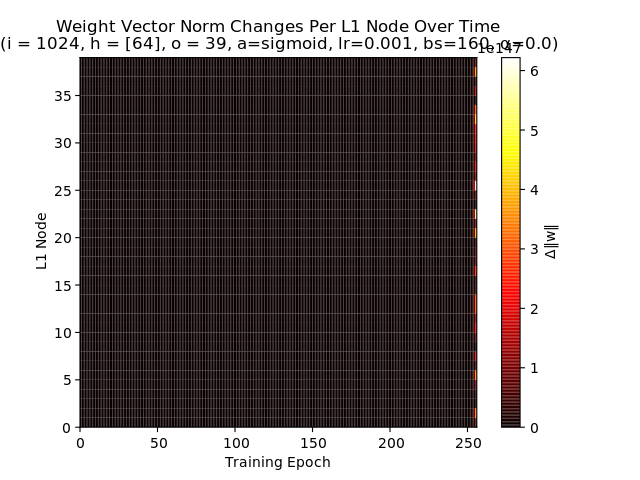 Weight Vector Norm Changes Per L1 Node Over Time
(i = 1024, h = [64], o = 39, a=sigmoid, lr=0.001, bs=160, α=0.0)
1e147
35
30
25
20
15
10
5
0
L1 Node
0 50 100 150 200 250
Training Epoch
6
5
4
3
2
1
0
Δ‖w‖